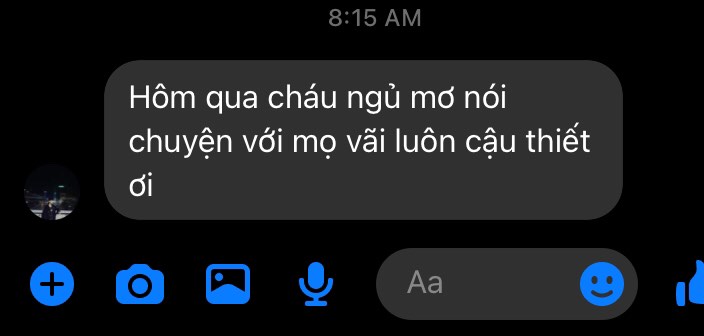 8:15 AM
Hôm qua cháu ngủ mơ nói
chuyện với mọ vãi luôn cậu thiết
ơi
Aa